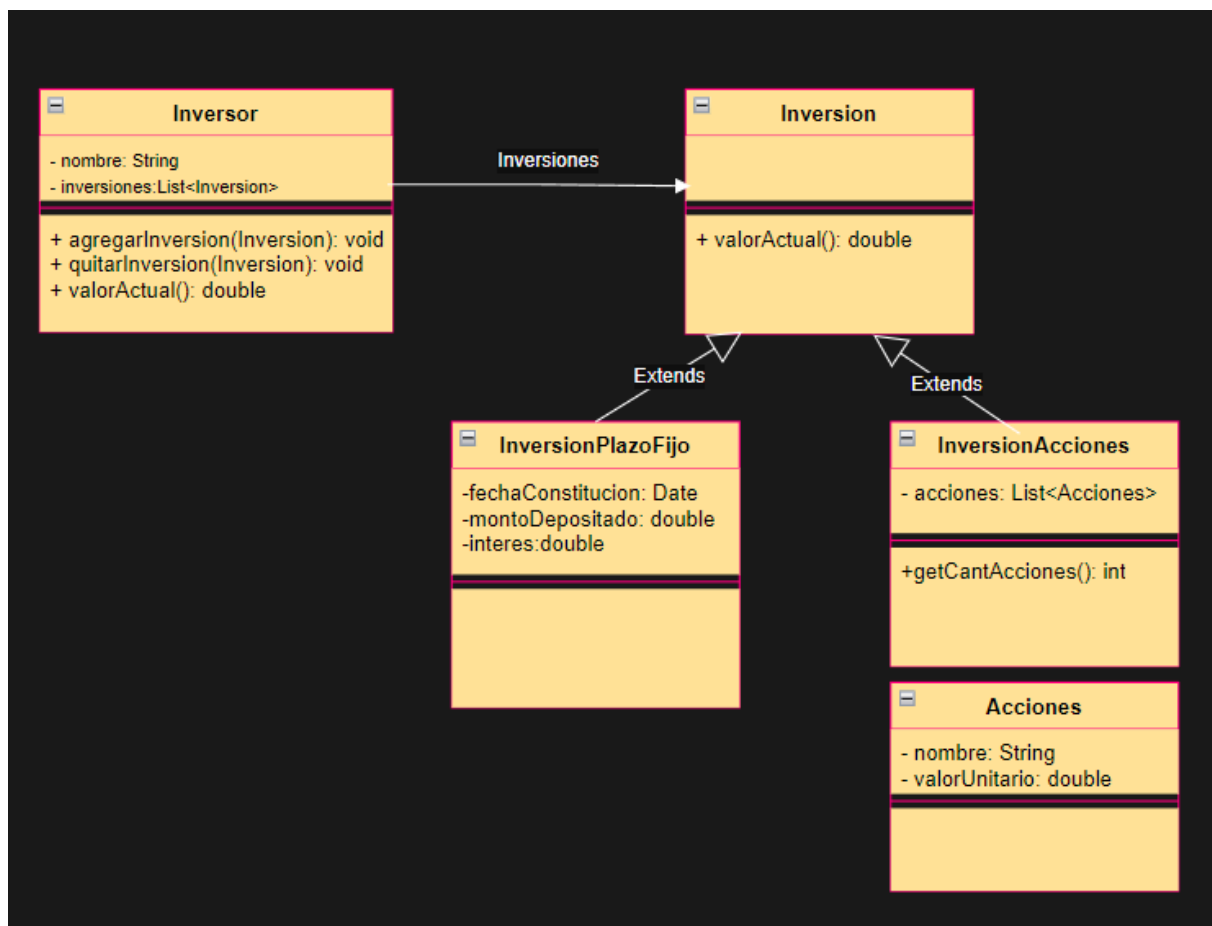 Inversor
- nombre: String
- inversiones:List<Inversion>
+ agregarInversion(Inversion): void
+ quitarInversion(Inversion): void
+ valorActual(): double
Inversiones
Inversion
+ valorActual(): double
Extends
Extends
InversionPlazoFijo
-fechaConstitucion: Date
-montoDepositado: double
-interes:double
InversionAcciones
- acciones: List<Acciones>
+getCantAcciones(): int
Acciones
- nombre: String
- valorUnitario: double